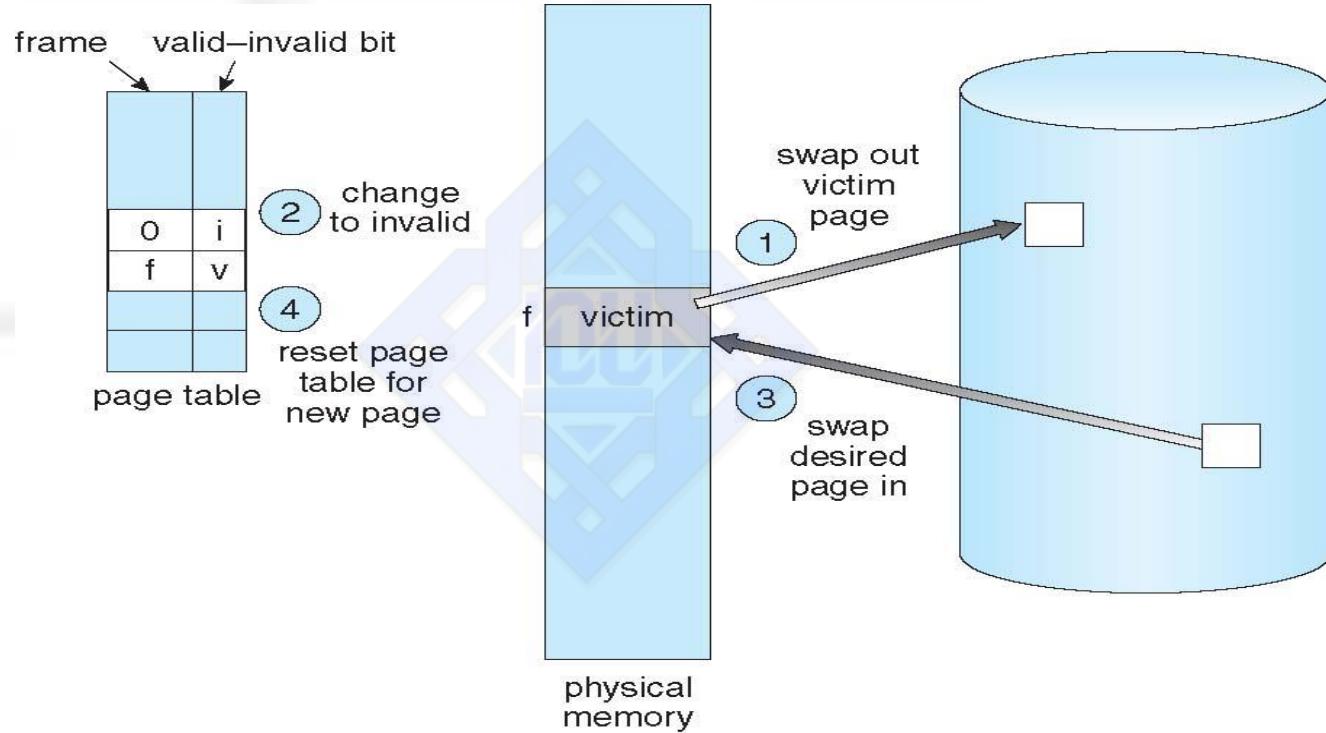 frame valid–invalid bit
0 i
f v
page table
2 change
to invalid
4
reset page
table for
new page
f victim
physical
memory
swap out
victim
page
1
3
swap
desired
page in